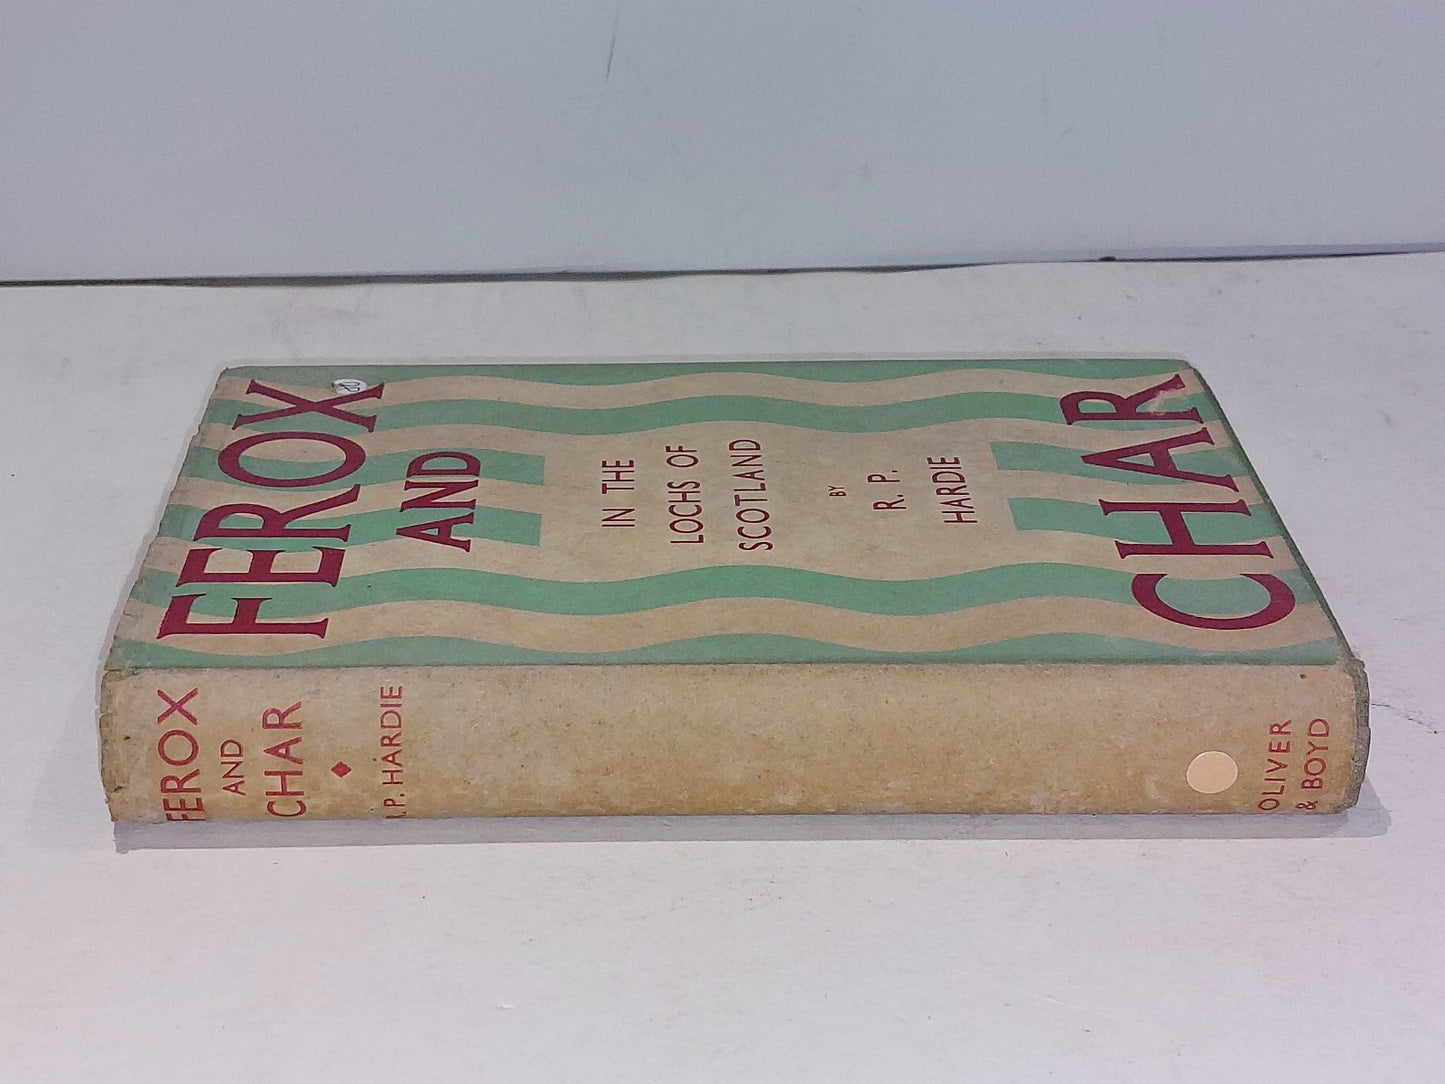 FEROX
AND
IN THE
LOCHS OF
SCOTLAND
BY
R. P.
HARDIE
CHAR
FEROX
AND
CHAR
P. HARDIE
OLIVER
& BOYD